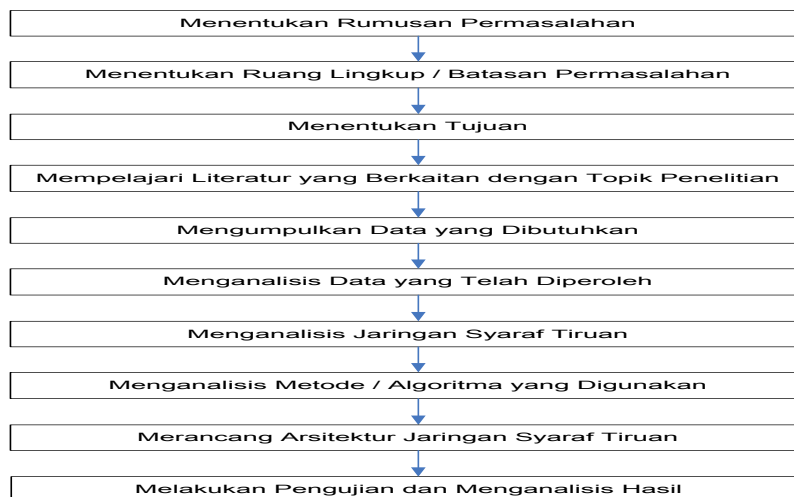 Menentukan Rumusan Permasalahan
Menentukan Ruang Lingkup / Batasan Permasalahan
Menentukan Tujuan
Mempelajari Literatur yang Berkaitan dengan Topik Penelitian
Mengumpulkan Data yang Dibutuhkan
Menganalisis Data yang Telah Diperoleh
Menganalisis Jaringan Syaraf Tiruan
Menganalisis Metode / Algoritma yang Digunakan
Merancang Arsitektur Jaringan Syaraf Tiruan
Melakukan Pengujian dan Menganalisis Hasil